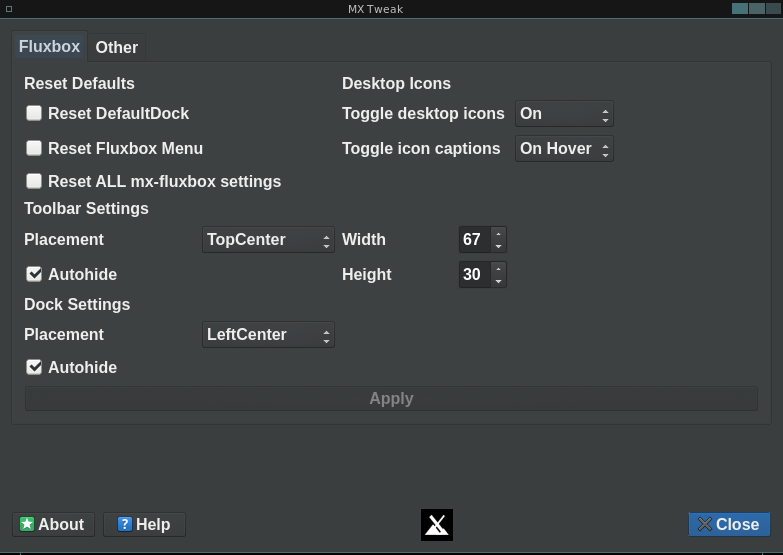 MX Tweak
Fluxbox Other
Reset Defaults
Desktop Icons
Reset DefaultDock
Toggle desktop icons On
Reset Fluxbox Menu
Toggle icon captions On Hover
Reset ALL mx-fluxbox settings
Toolbar Settings
Placement TopCenter
Width 67
Autohide
Height 30
Dock Settings
Placement LeftCenter
Autohide
Apply
About
? Help
Close